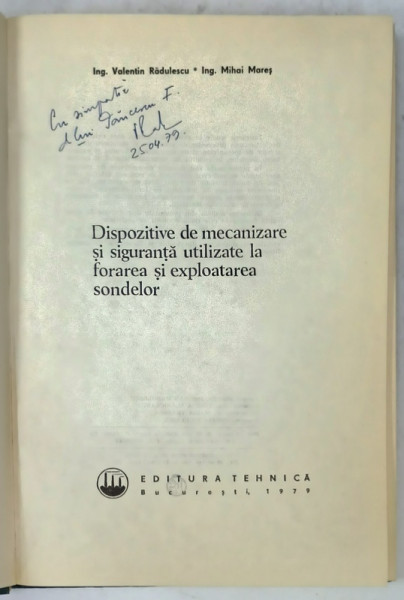 Ing. Valentin Rădulescu * Ing. Mihai Mareș
Cu simpatie
d lui F.
25.04.79.
Dispozitive de mecanizare
și siguranță utilizate la
forarea și exploatarea
sondelor
EDITURA TEHNICĂ
București, 1979